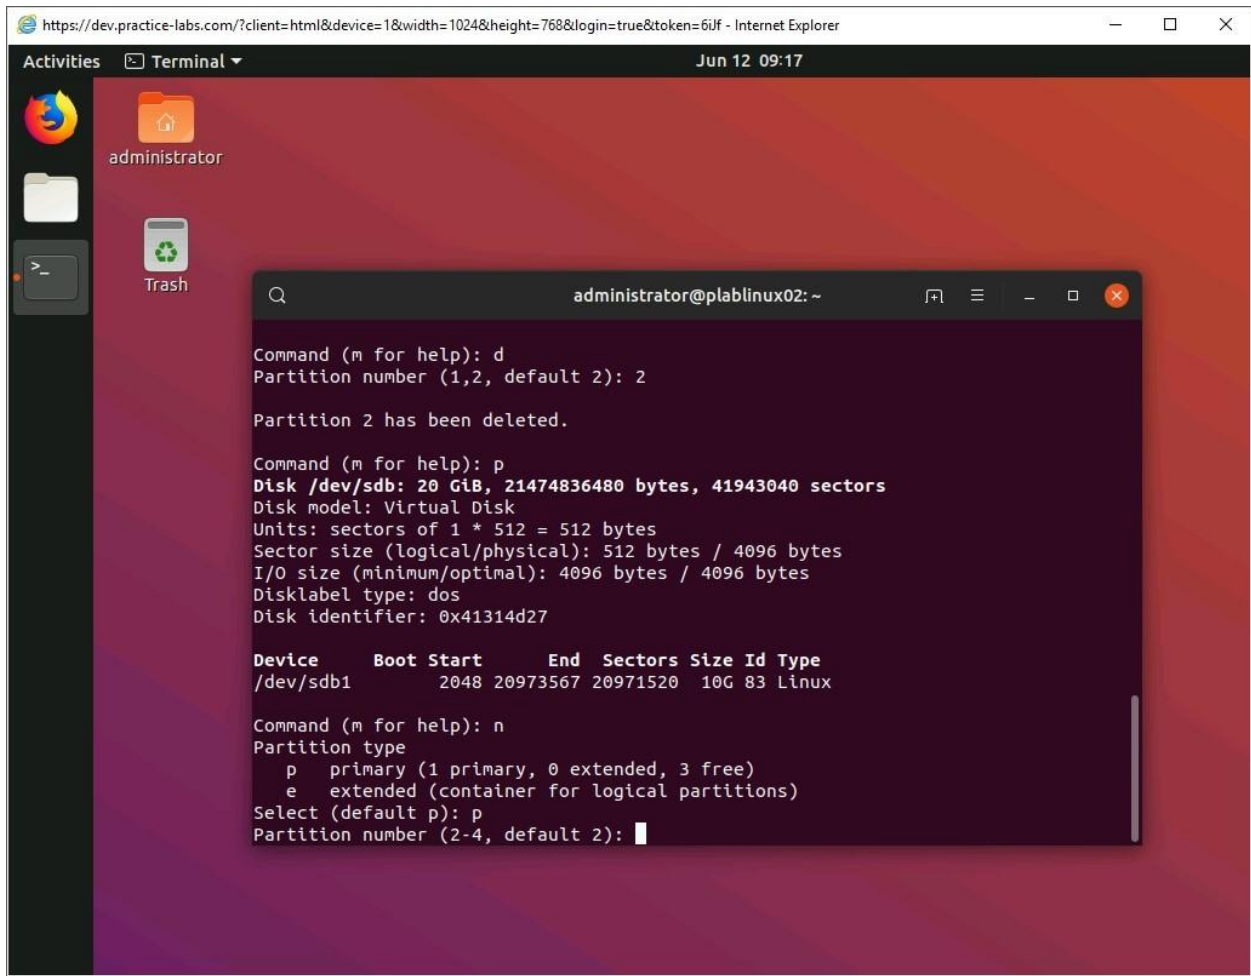 https://dev.practice-labs.com/?client=html&device=1&width=1024&height=768&login=true&token=6iJf - Internet Explorer
Activities Terminal Jun 12 09:17
administrator
Trash
administrator@plablinux02: ~
Command (m for help): d
Partition number (1,2, default 2): 2
Partition 2 has been deleted.
Command (m for help): p
Disk /dev/sdb: 20 GiB, 21474836480 bytes, 41943040 sectors
Disk model: Virtual Disk
Units: sectors of 1 * 512 = 512 bytes
Sector size (logical/physical): 512 bytes / 4096 bytes
I/O size (minimum/optimal): 4096 bytes / 4096 bytes
Disklabel type: dos
Disk identifier: 0x41314d27
Device     Boot Start      End  Sectors Size Id Type
/dev/sdb1        2048 20973567 20971520  10G 83 Linux
Command (m for help): n
Partition type
   p   primary (1 primary, 0 extended, 3 free)
   e   extended (container for logical partitions)
Select (default p): p
Partition number (2-4, default 2):